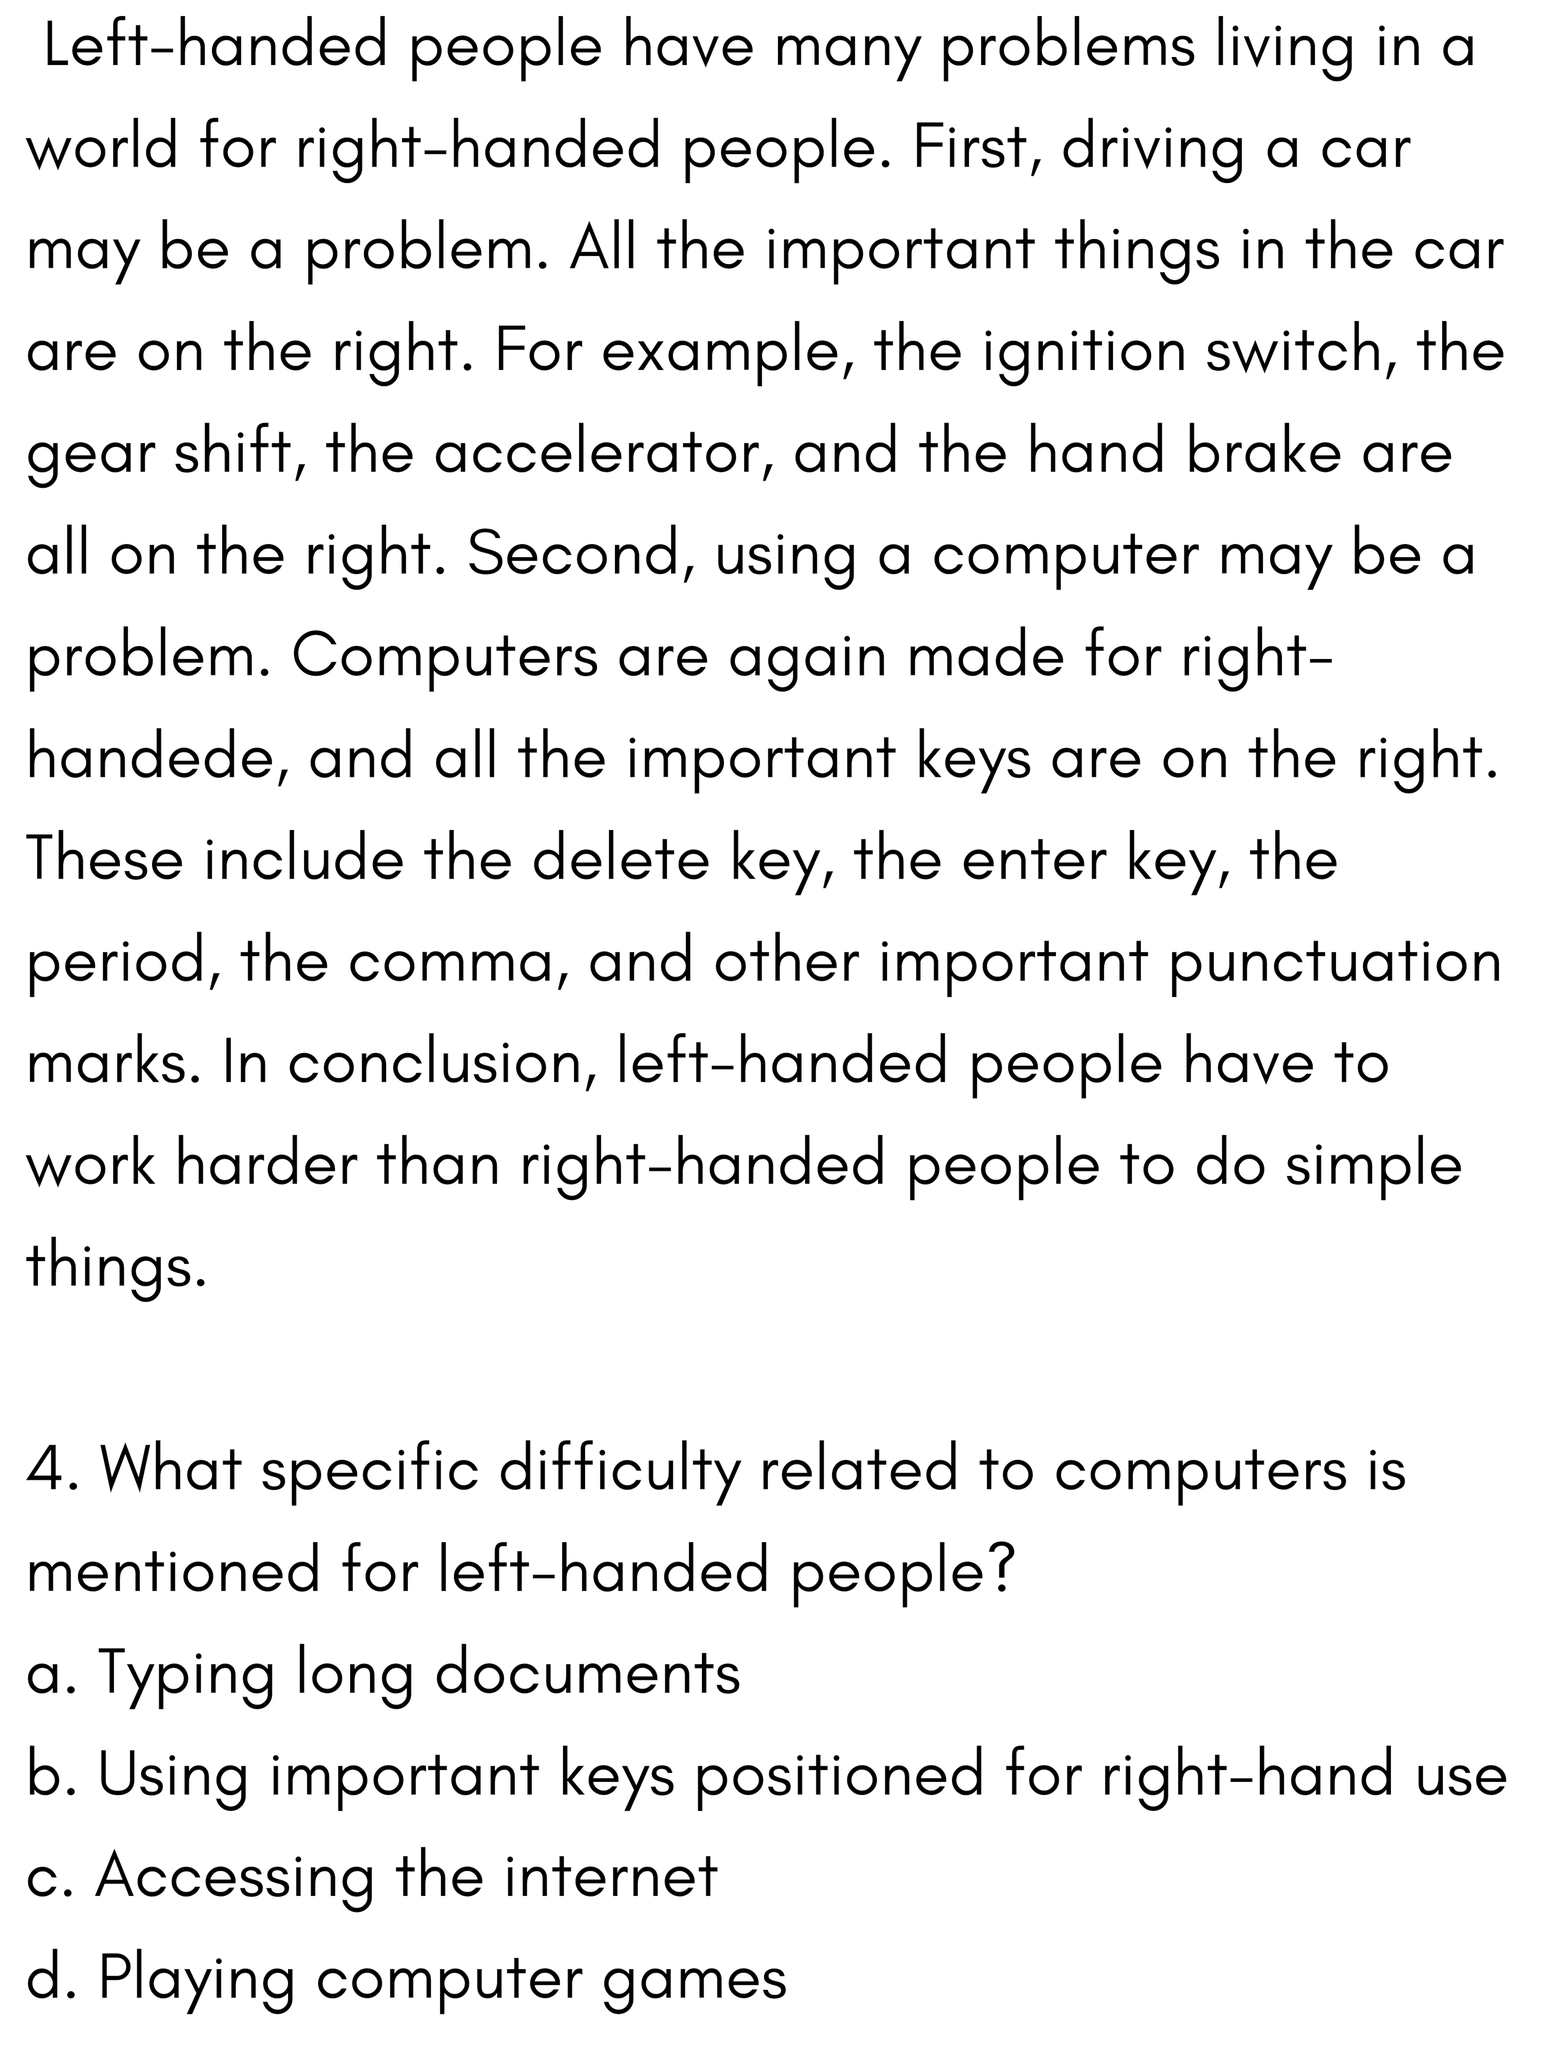 Left-handed people have many problems living in a
world for right-handed people. First, driving a car
may be a problem. All the important things in the car
are on the right. For example, the ignition switch, the
gear shift, the accelerator, and the hand brake are
all on the right. Second, using a computer may be a
problem. Computers are again made for right-
handede, and all the important keys are on the right.
These include the delete key, the enter key, the
period, the comma, and other important punctuation
marks. In conclusion, left-handed people have to
work harder than right-handed people to do simple
things.
4. What specific difficulty related to computers is
mentioned for left-handed people?
a. Typing long documents
b. Using important keys positioned for right-hand use
c. Accessing the internet
d. Playing computer games